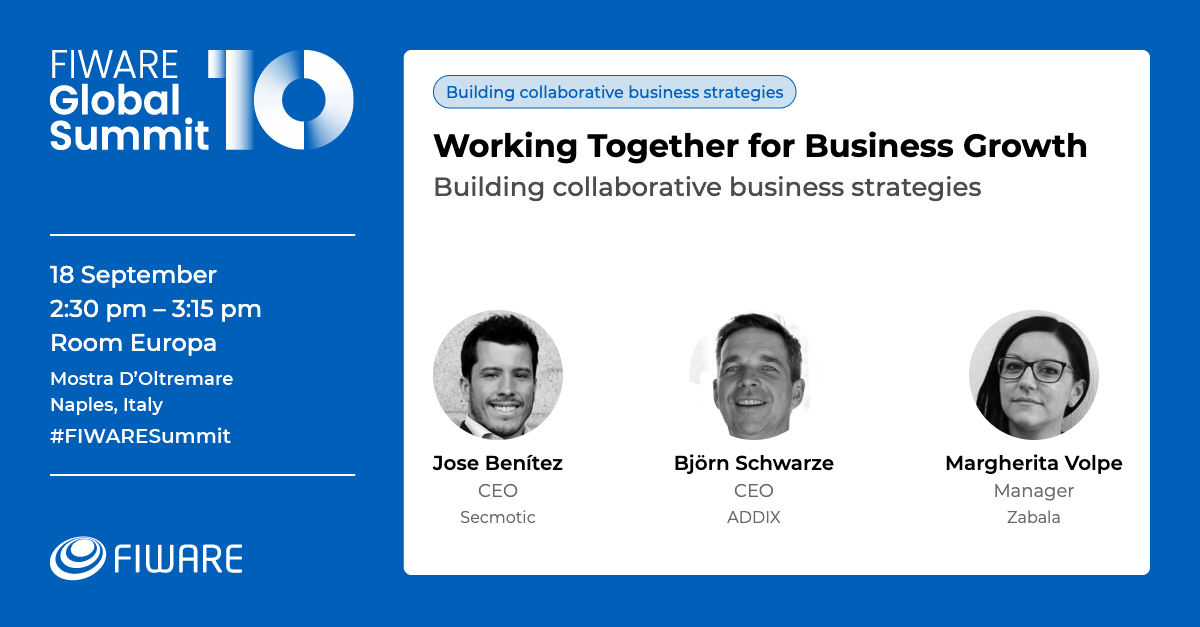 FIWARE
Global
Summit
10
18 September
2:30 pm – 3:15 pm
Room Europa
Mostra D’Oltremare
Naples, Italy
#FIWARESummit
FIWARE
Building collaborative business strategies
Working Together for Business Growth
Building collaborative business strategies
Jose Benítez
CEO
Secmotic
Björn Schwarze
CEO
ADDIX
Margherita Volpe
Manager
Zabala